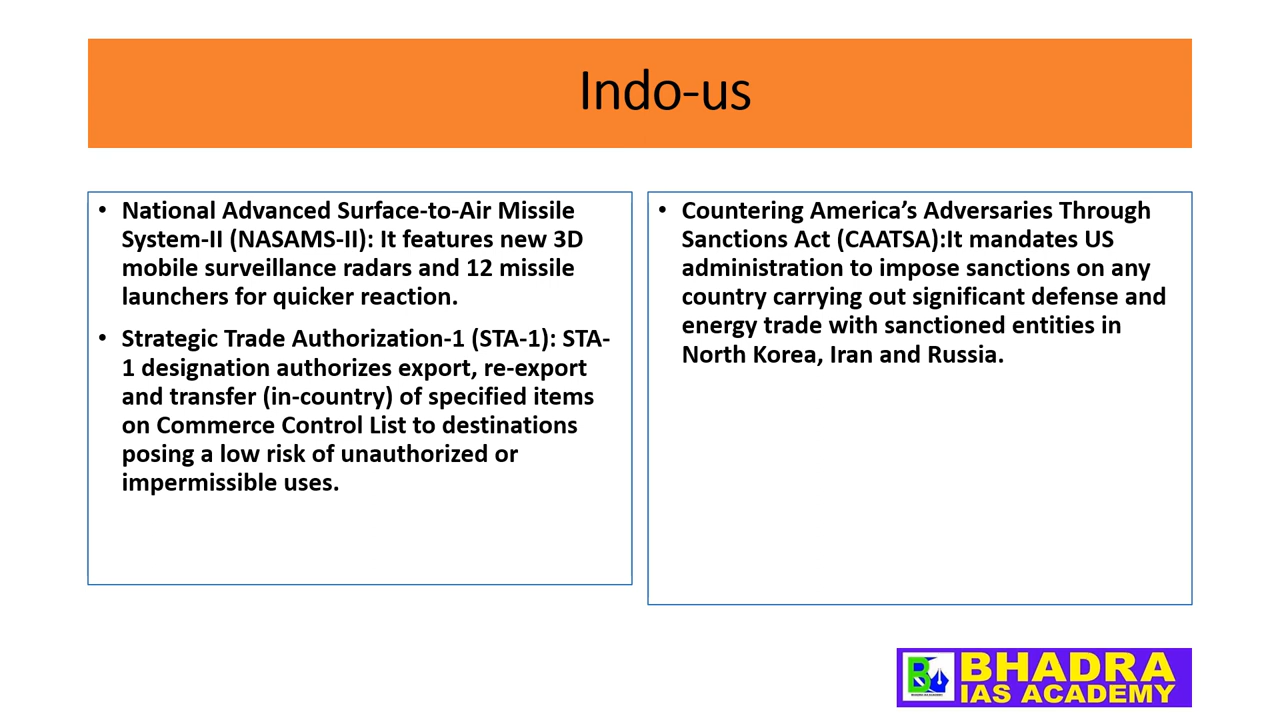 Indo-us
• National Advanced Surface-to-Air Missile
System-II (NASAMS-II): It features new 3D
mobile surveillance radars and 12 missile
launchers for quicker reaction.
• Strategic Trade Authorization-1 (STA-1): STA-
1 designation authorizes export, re-export
and transfer (in-country) of specified items
on Commerce Control List to destinations
posing a low risk of unauthorized or
impermissible uses.
• Countering America’s Adversaries Through
Sanctions Act (CAATSA):It mandates US
administration to impose sanctions on any
country carrying out significant defense and
energy trade with sanctioned entities in
North Korea, Iran and Russia.
BHADRA
IAS ACADEMY